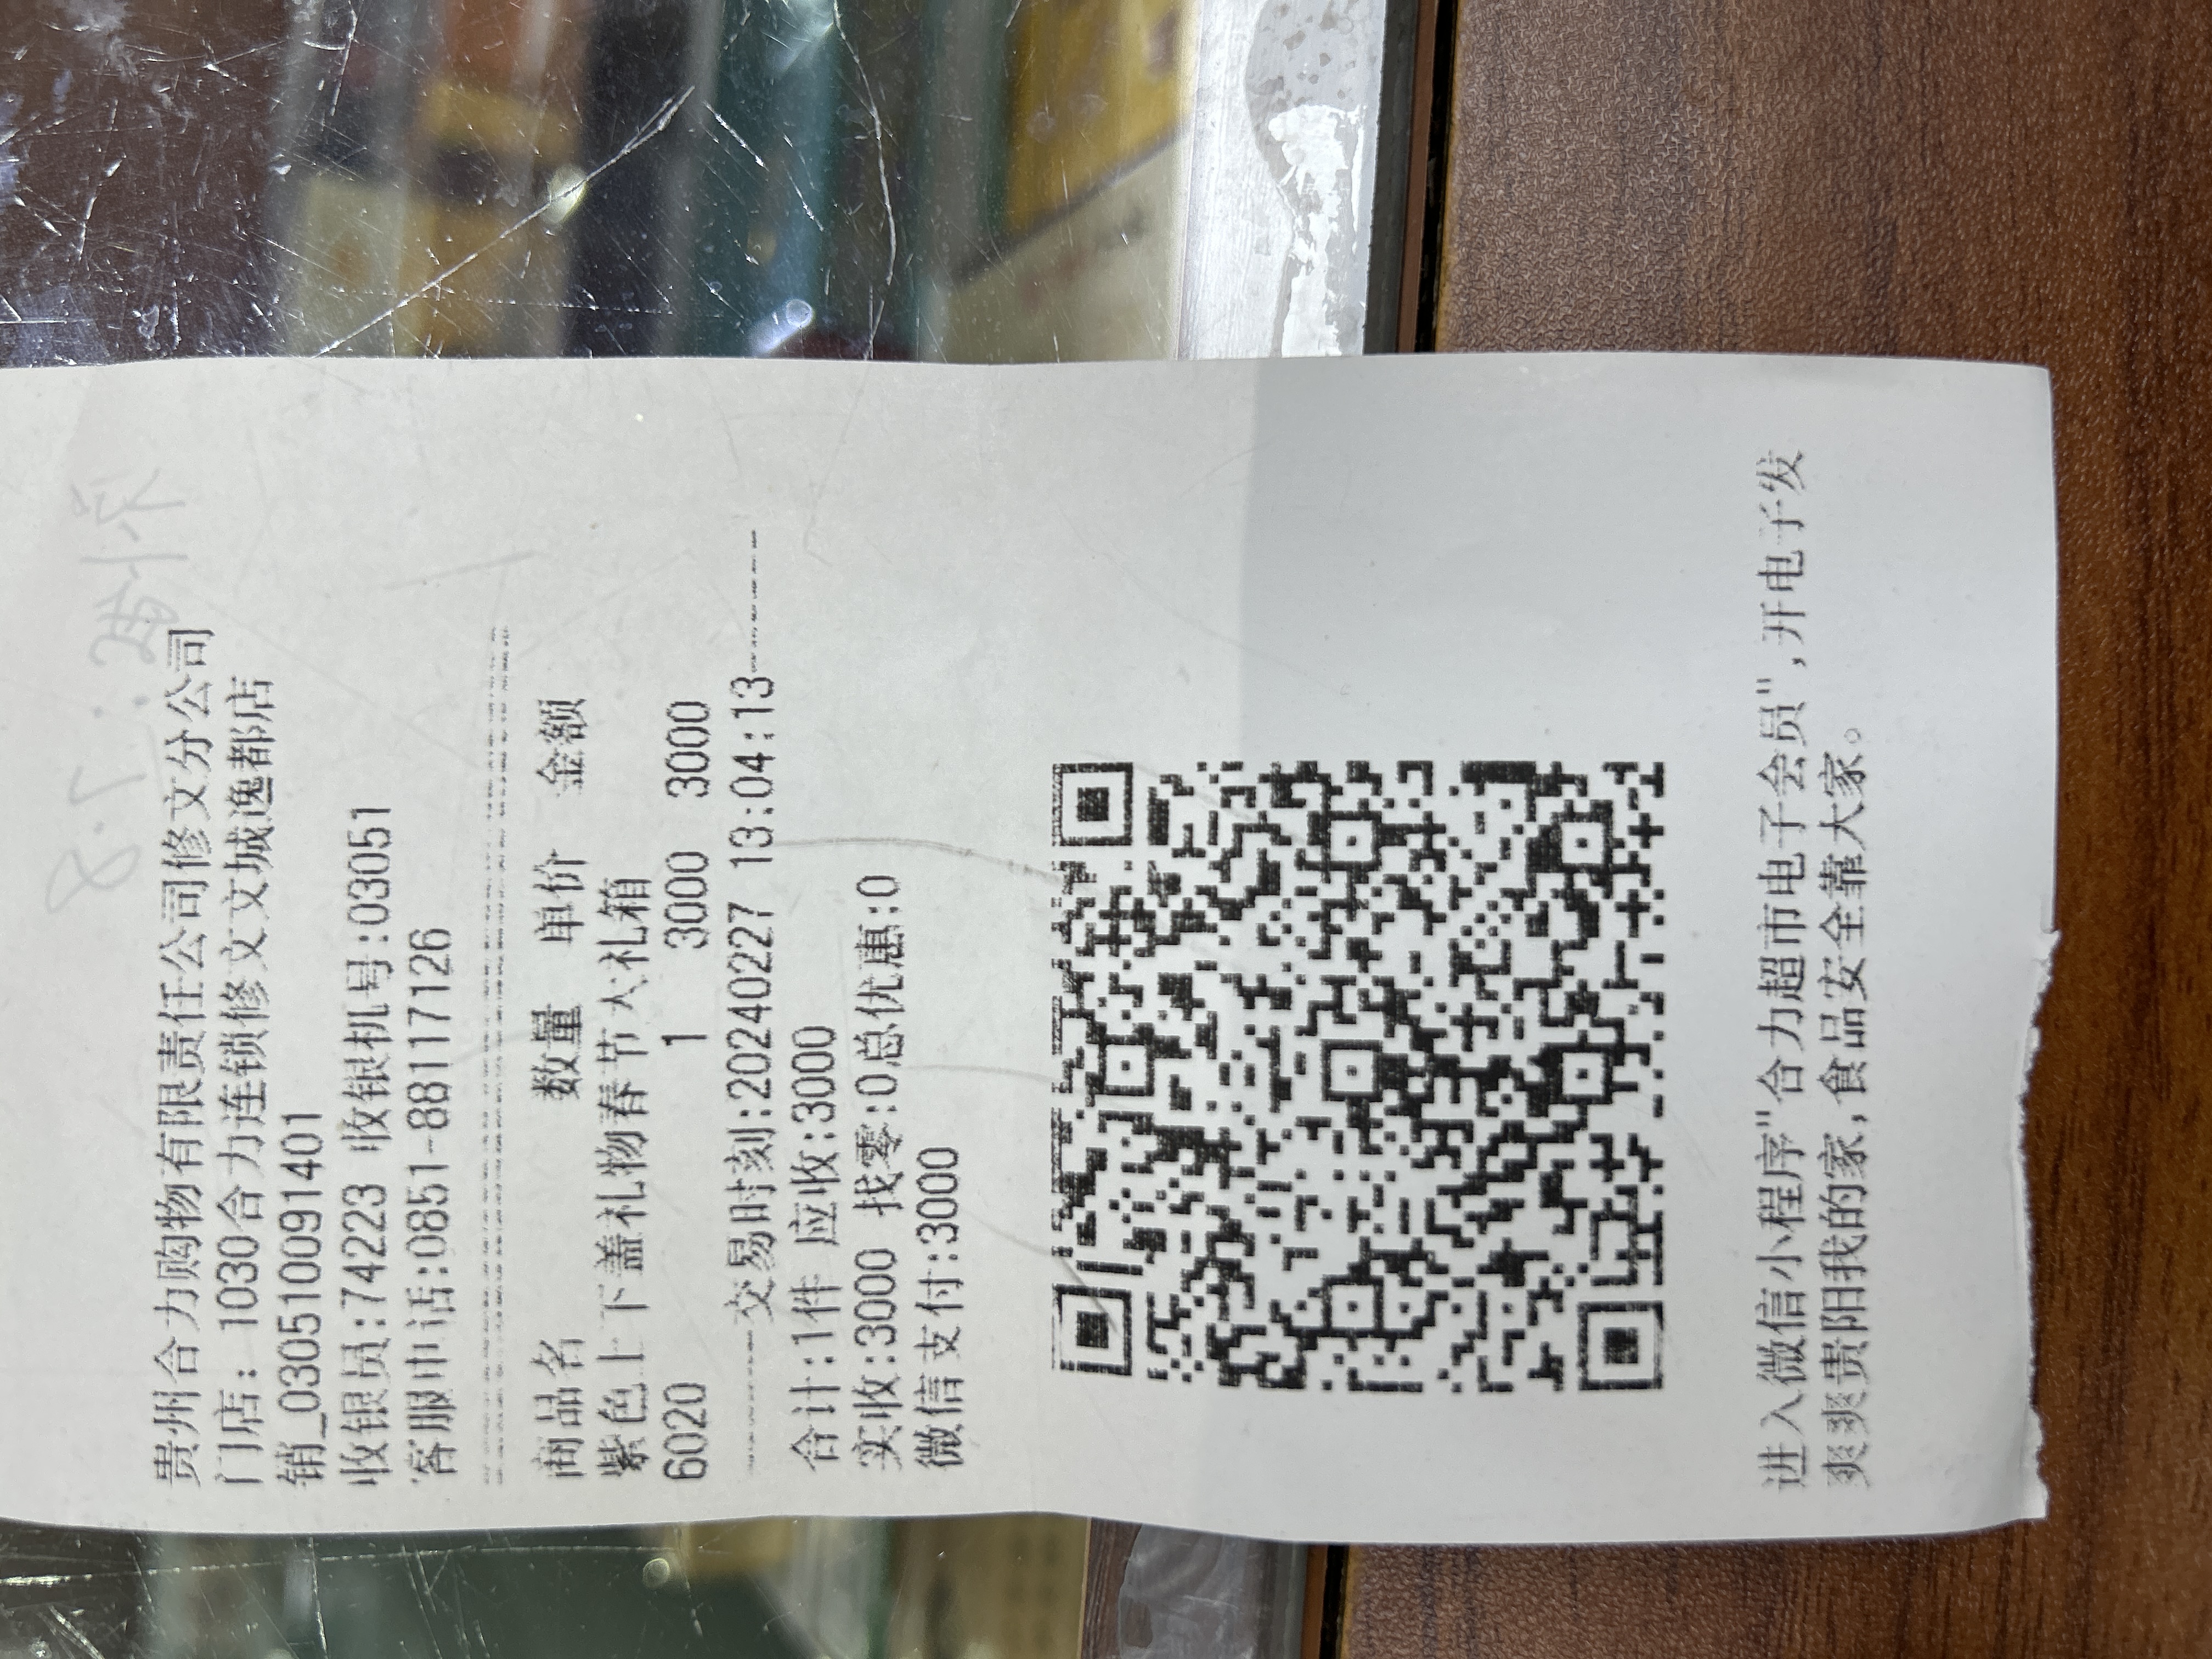 贵州合力购物有限责任公司修文分公司
门店: 1030合力连锁修文文城逸都店
销_030510091401
收银员:74223 收银机号:03051
客服电话:0851-88117126
商品名 数量 单价 金额
紫色上下盖礼物春节大礼箱
6020 1 3000 3000
交易时刻:20240227 13:04:13
合计:1件 应收:3000
实收:3000 找零:0总优惠:0
微信支付:3000
进入微信小程序"合力超市电子会员",开电子发
爽爽贵阳我的家,食品安全靠大家。